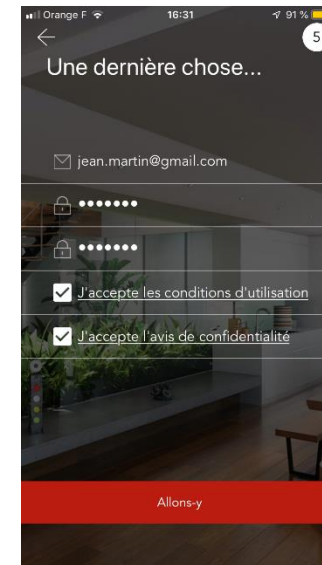 Orange F 16:31 91 %
5
Une dernière chose...
jean.martin@gmail.com
•••••••
•••••••
J'accepte les conditions d'utilisation
J'accepte l'avis de confidentialité
Allons-y